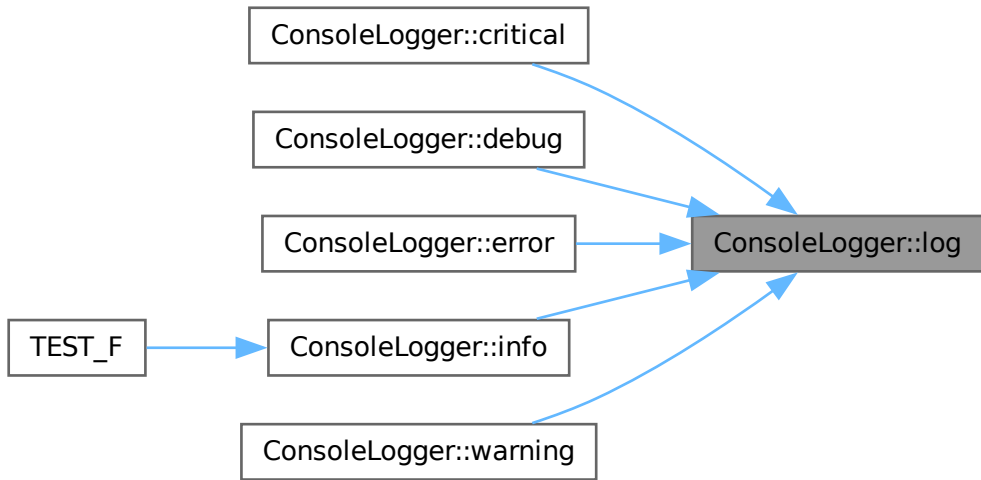 ConsoleLogger::critical
ConsoleLogger::debug
ConsoleLogger::error
ConsoleLogger::log
TEST_F
ConsoleLogger::info
ConsoleLogger::warning